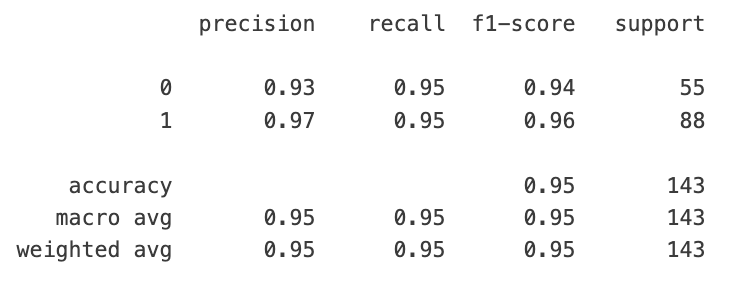 precision recall f1-score support
0 0.93 0.95 0.94 55
1 0.97 0.95 0.96 88
accuracy 0.95 143
macro avg 0.95 0.95 0.95 143
weighted avg 0.95 0.95 0.95 143